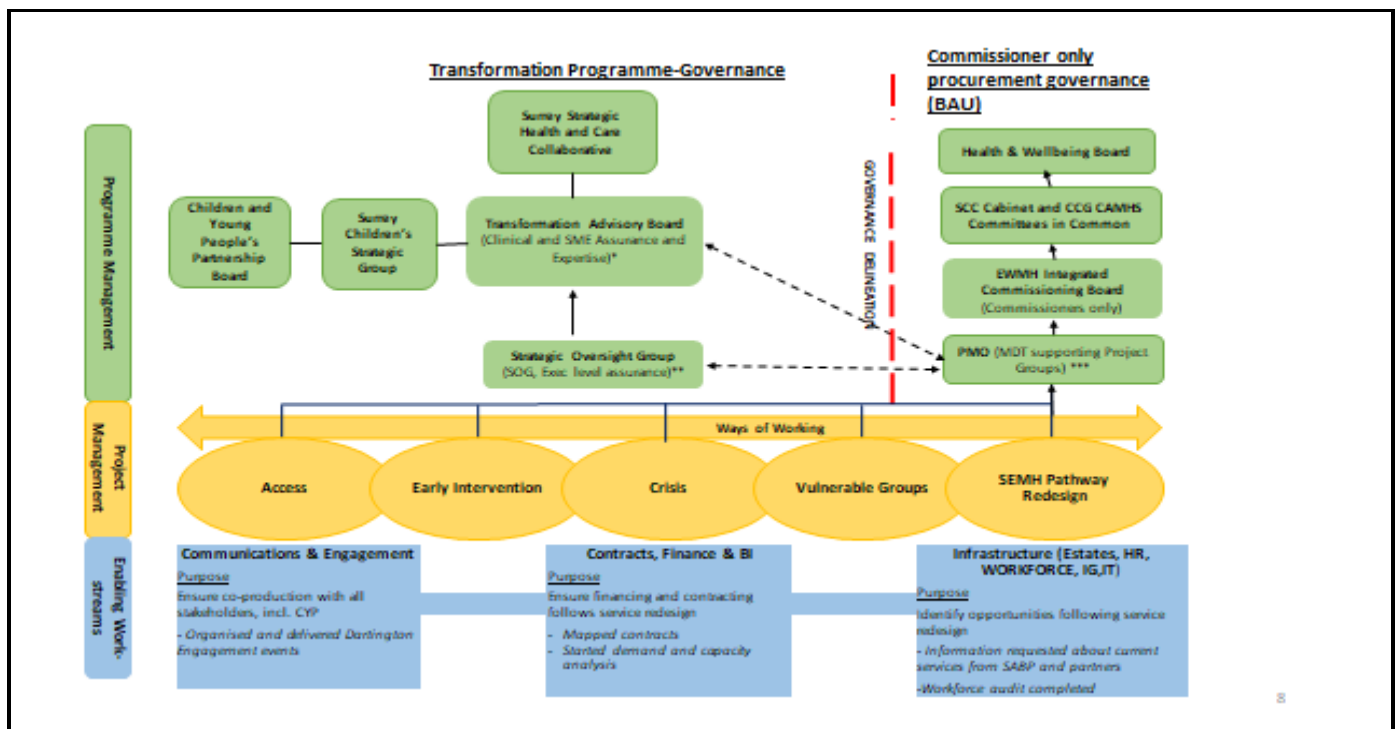 Transformation Programme-Governance
Commissioner only
procurement governance
(BAU)
Programme Management
Surrey Strategic
Health and Care
Collaborative
Children and
Young
People's
Partnership
Board
Surrey
Children's
Strategic
Group
Transformation Advisory Board
(Clinical and SME Assurance and
Expertise)*
Strategic Oversight Group
(SOG, Exec level assurance)**
GOVERNANCE DELINEATION
Health & Wellbeing Board
SCC Cabinet and CCG CAMHS
Committees in Common
EWMH Integrated
Commissioning Board
(Commissioners only)
PMO (MDT supporting Project
Groups) ***
Project
Management
Ways of Working
Access
Early Intervention
Crisis
Vulnerable Groups
SEMH Pathway
Redesign
Enabling Work-
streams
Communications & Engagement
Purpose
Ensure co-production with all
stakeholders, incl. CYP
- Organised and delivered Dartington
Engagement events
Contracts, Finance & BI
Purpose
Ensure financing and contracting
follows service redesign
- Mapped contracts
- Started demand and capacity
analysis
Infrastructure (Estates, HR,
WORKFORCE, IG,IT)
Purpose
Identify opportunities following service
redesign
- Information requested about current
services from SABP and partners
-Workforce audit completed
8